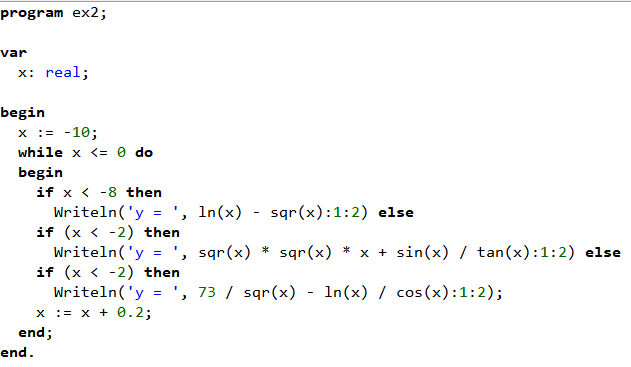 program ex2;
var
x: real;
begin
x := -10;
while x <= 0 do
begin
if x < -8 then
Writeln('y = ', ln(x) - sqr(x):1:2) else
if (x < -2) then
Writeln('y = ', sqr(x) * sqr(x) * x + sin(x) / tan(x):1:2) else
if (x < -2) then
Writeln('y = ', 73 / sqr(x) - ln(x) / cos(x):1:2);
x := x + 0.2;
end;
end.